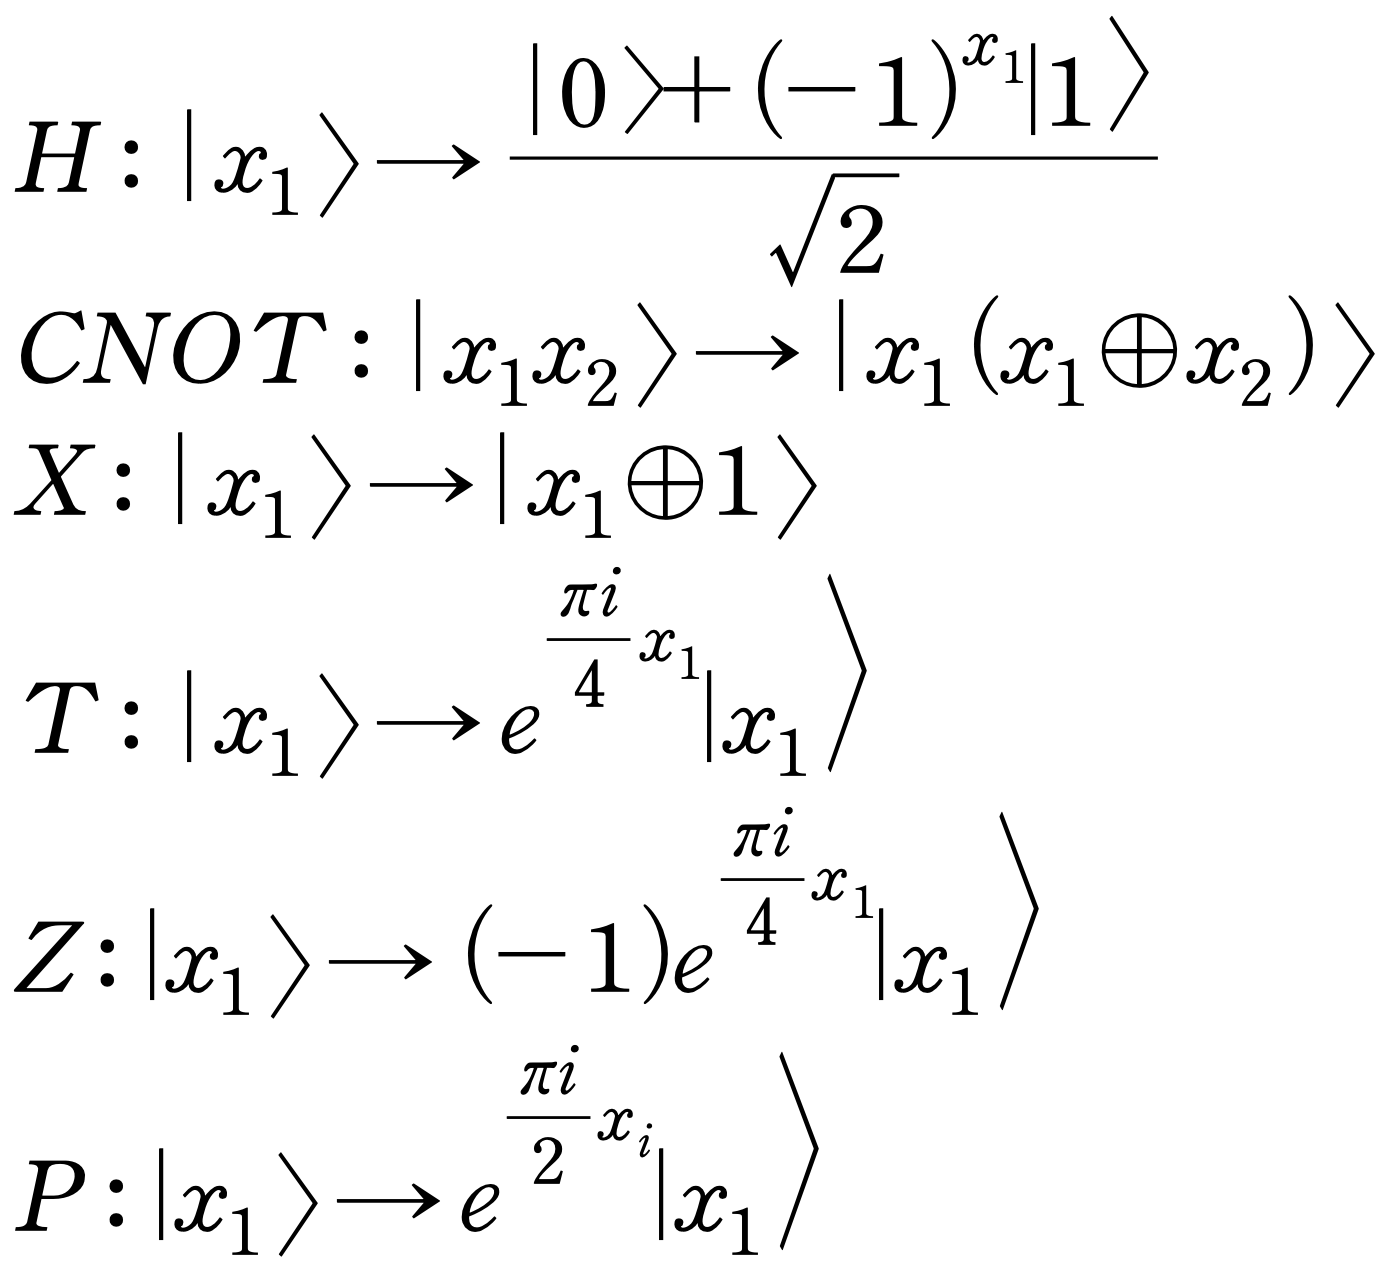 H : |x₁⟩ → (|0⟩ + (−1)^{x₁}|1⟩) / √2
CNOT : |x₁x₂⟩ → |x₁(x₁⊕x₂)⟩
X : |x₁⟩ → |x₁⊕1⟩
T : |x₁⟩ → e^{(πi/4)x₁}|x₁⟩
Z : |x₁⟩ → (−1)e^{(πi/4)x₁}|x₁⟩
P : |x₁⟩ → e^{(πi/2)xᵢ}|x₁⟩